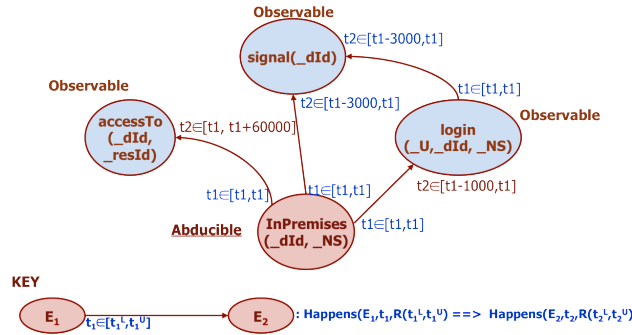 Observable
t2∈[t1-3000,t1]
signal(_dId)
Observable
t1∈[t1,t1]
t2∈[t1-3000,t1]
Observable
accessTo
(_dId,
_resId)
t2∈[t1, t1+60000]
login
(_U,_dId, _NS)
t1∈[t1,t1]
t1∈[t1,t1]
t2∈[t1-1000,t1]
Abducible
InPremises
(_dId, _NS)
t1∈[t1,t1]
KEY
E₁
t₁∈[t₁ᴸ,t₁ᵁ]
E₂
: Happens(E₁,t₁,R(t₁ᴸ,t₁ᵁ) ==> Happens(E₂,t₂,R(t₂ᴸ,t₂ᵁ)